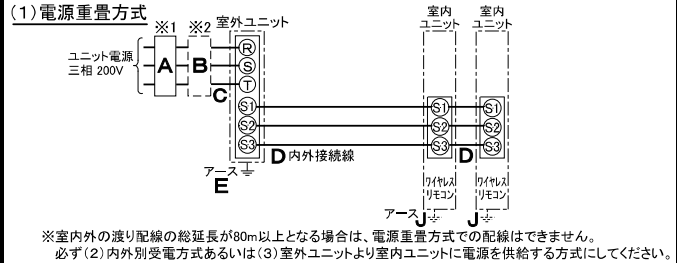 (1)電源重畳方式
※1 ※2 室外ユニット 室内ユニット 室内ユニット
ユニット電源
三相 200V
A B C
R
S
T
S1 S1 S1
S2 S2 S2
S3 S3 S3
D 内外接続線 D
アース
E
ワイヤレスリモコン ワイヤレスリモコン
アース J J
※室内外の渡り配線の総延長が80m以上となる場合は、電源重畳方式での配線はできません。
必ず(2)内外別受電方式あるいは(3)室外ユニットより室内ユニットに電源を供給する方式にしてください。